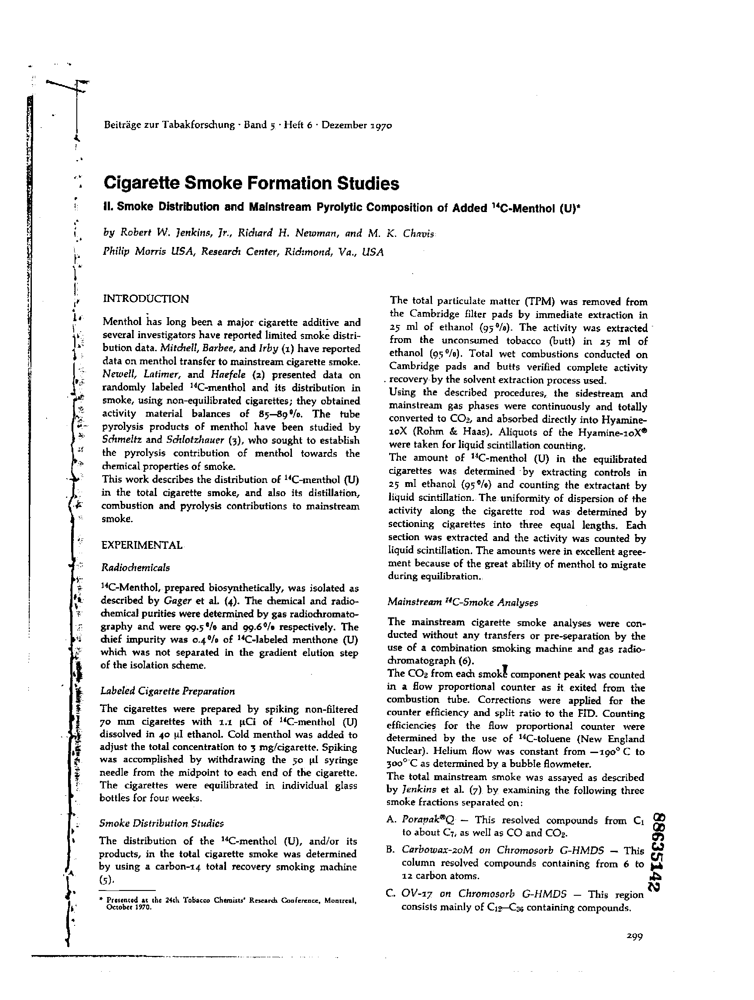 Beiträge zur Tabakforschung · Band 5 · Heft 6 · Dezember 1970
Cigarette Smoke Formation Studies
II. Smoke Distribution and Mainstream Pyrolytic Composition of Added ¹⁴C-Menthol (U)*
by Robert W. Jenkins, Jr., Richard H. Newman, and M. K. Chavis
Philip Morris USA, Research Center, Richmond, Va., USA
INTRODUCTION
Menthol has long been a major cigarette additive and
several investigators have reported limited smoke distri-
bution data. Mitchell, Barbee, and Irby (1) have reported
data on menthol transfer to mainstream cigarette smoke.
Newell, Latimer, and Haefele (2) presented data on
randomly labeled ¹⁴C-menthol and its distribution in
smoke, using non-equilibrated cigarettes; they obtained
activity material balances of 85—89%. The tube
pyrolysis products of menthol have been studied by
Schmeltz and Schlotzhauer (3), who sought to establish
the pyrolysis contribution of menthol towards the
chemical properties of smoke.
This work describes the distribution of ¹⁴C-menthol (U)
in the total cigarette smoke, and also its distillation,
combustion and pyrolysis contributions to mainstream
smoke.
EXPERIMENTAL
Radiochemicals
¹⁴C-Menthol, prepared biosynthetically, was isolated as
described by Gager et al. (4). The chemical and radio-
chemical purities were determined by gas radiochromato-
graphy and were 99.5% and 99.6% respectively. The
chief impurity was 0.4% of ¹⁴C-labeled menthone (U)
which was not separated in the gradient elution step
of the isolation scheme.
Labeled Cigarette Preparation
The cigarettes were prepared by spiking non-filtered
70 mm cigarettes with 1.1 µCi of ¹⁴C-menthol (U)
dissolved in 40 µl ethanol. Cold menthol was added to
adjust the total concentration to 3 mg/cigarette. Spiking
was accomplished by withdrawing the 50 µl syringe
needle from the midpoint to each end of the cigarette.
The cigarettes were equilibrated in individual glass
bottles for four weeks.
Smoke Distribution Studies
The distribution of the ¹⁴C-menthol (U), and/or its
products, in the total cigarette smoke was determined
by using a carbon-14 total recovery smoking machine
(5).
* Presented at the 24th Tobacco Chemists' Research Conference, Montreal,
October 1970.
The total particulate matter (TPM) was removed from
the Cambridge filter pads by immediate extraction in
25 ml of ethanol (95%). The activity was extracted
from the unconsumed tobacco (butt) in 25 ml of
ethanol (95%). Total wet combustions conducted on
Cambridge pads and butts verified complete activity
recovery by the solvent extraction process used.
Using the described procedures, the sidestream and
mainstream gas phases were continuously and totally
converted to CO₂, and absorbed directly into Hyamine-
10X (Rohm & Haas). Aliquots of the Hyamine-10X®
were taken for liquid scintillation counting.
The amount of ¹⁴C-menthol (U) in the equilibrated
cigarettes was determined by extracting controls in
25 ml ethanol (95%) and counting the extractant by
liquid scintillation. The uniformity of dispersion of the
activity along the cigarette rod was determined by
sectioning cigarettes into three equal lengths. Each
section was extracted and the activity was counted by
liquid scintillation. The amounts were in excellent agree-
ment because of the great ability of menthol to migrate
during equilibration.
Mainstream ¹⁴C-Smoke Analyses
The mainstream cigarette smoke analyses were con-
ducted without any transfers or pre-separation by the
use of a combination smoking machine and gas radio-
chromatograph (6).
The CO₂ from each smoke component peak was counted
in a flow proportional counter as it exited from the
combustion tube. Corrections were applied for the
counter efficiency and split ratio to the FID. Counting
efficiencies for the flow proportional counter were
determined by the use of ¹⁴C-toluene (New England
Nuclear). Helium flow was constant from —190° C to
300° C as determined by a bubble flowmeter.
The total mainstream smoke was assayed as described
by Jenkins et al. (7) by examining the following three
smoke fractions separated on:
A. Porapak®Q — This resolved compounds from C₁
to about C₇, as well as CO and CO₂.
B. Carbowax-20M on Chromosorb G-HMDS — This
column resolved compounds containing from 6 to
12 carbon atoms.
C. OV-17 on Chromosorb G-HMDS — This region
consists mainly of C₁₂—C₃₆ containing compounds.
88635142
299